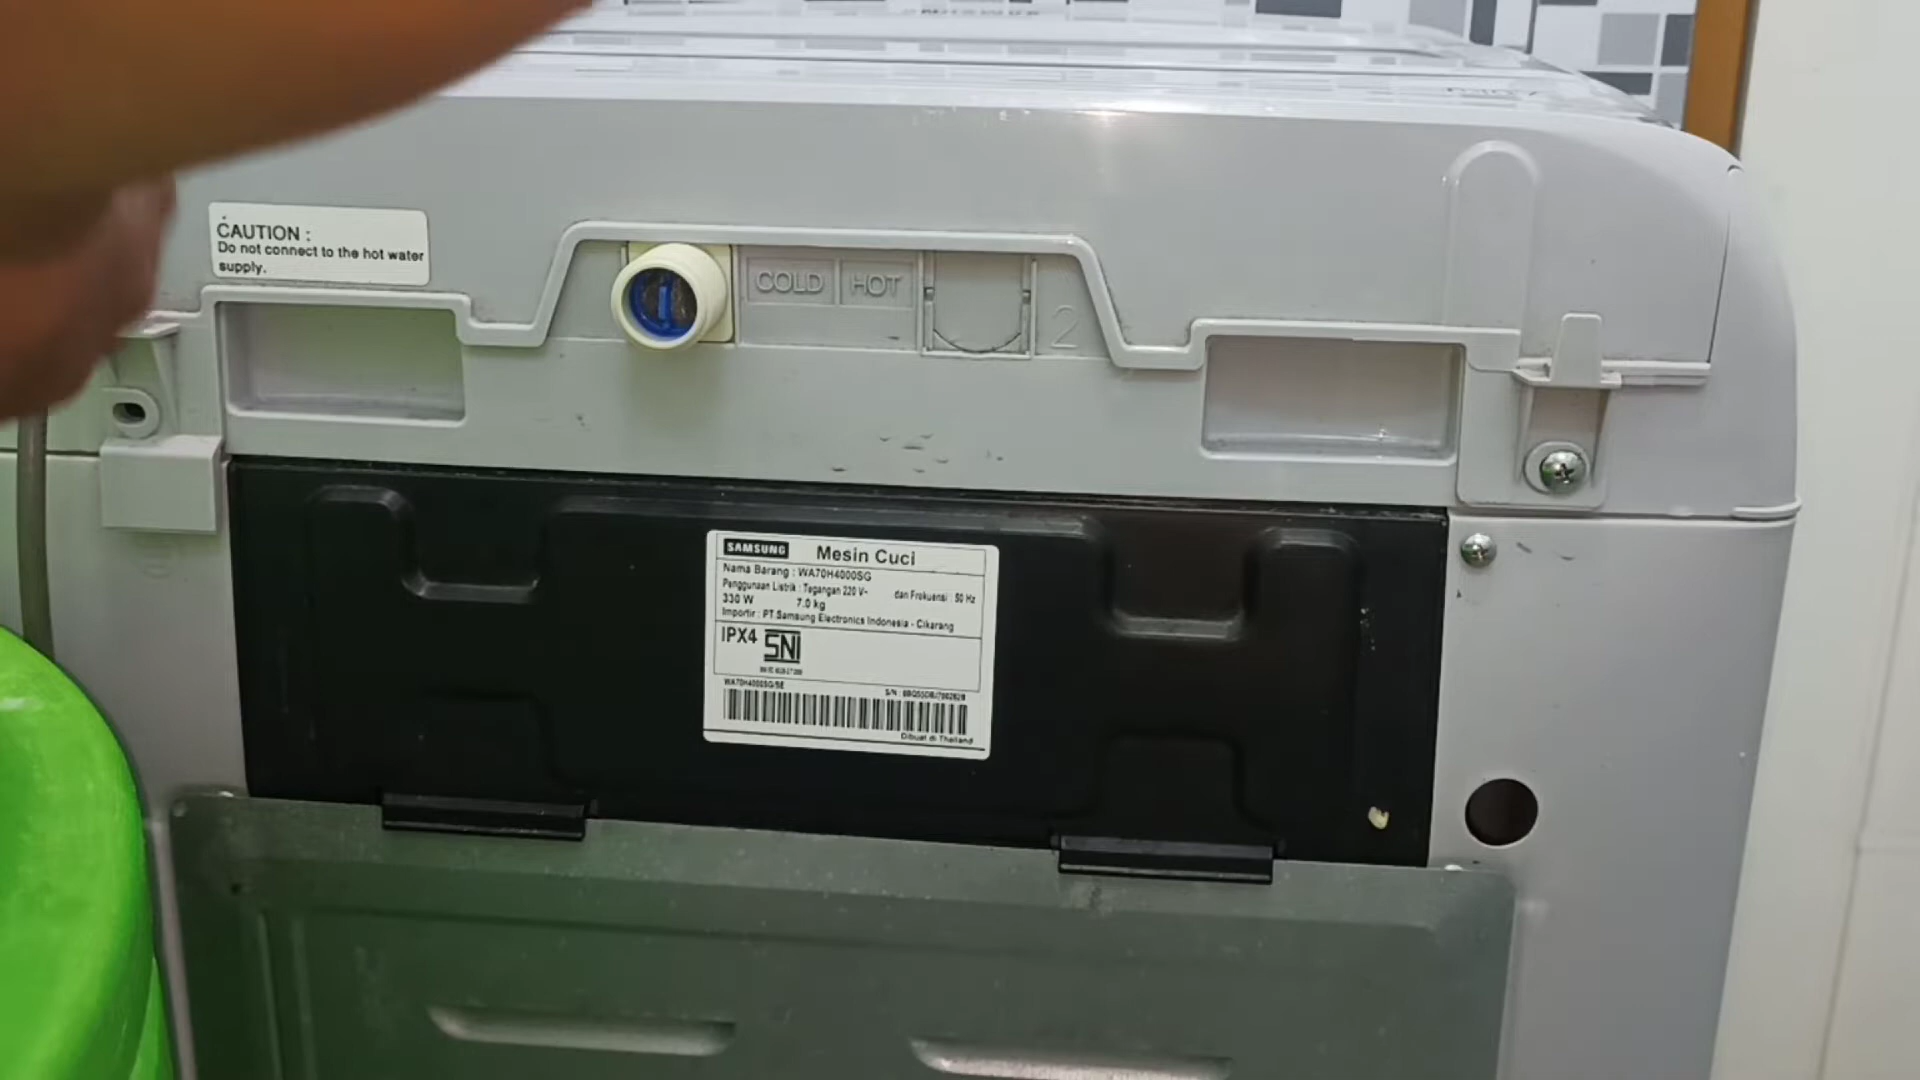 CAUTION :
Do not connect to the hot water
supply.
COLD HOT
2
SAMSUNG Mesin Cuci
Nama Barang : WA70H4000SG
Penggunaan Listrik : Tegangan 220 V~ dan Frekuensi : 50 Hz
330 W 7.0 kg
Importir : PT Samsung Electronics Indonesia - Cikarang
IPX4 SNI
WA70H4000SG/SE S/N :
Dibuat di Thailand